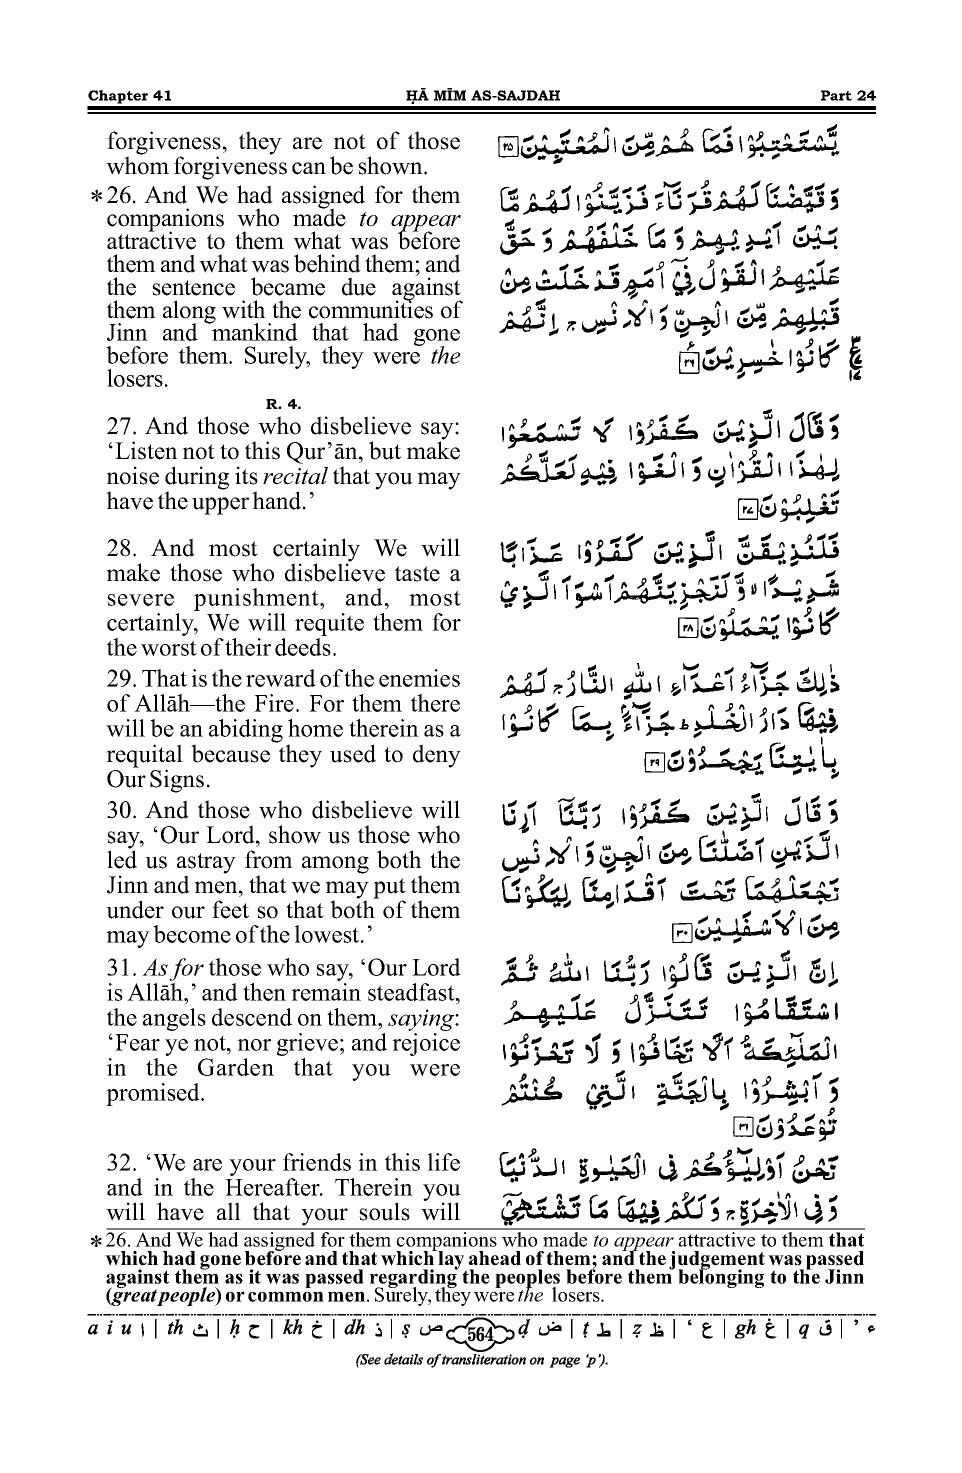 Chapter 41 ḤĀ MĪM AS-SAJDAH Part 24
forgiveness, they are not of those
whom forgiveness can be shown.
*26. And We had assigned for them
companions who made to appear
attractive to them what was before
them and what was behind them; and
the sentence became due against
them along with the communities of
Jinn and mankind that had gone
before them. Surely, they were the
losers.
R. 4.
27. And those who disbelieve say:
‘Listen not to this Qur’ān, but make
noise during its recital that you may
have the upper hand.’
28. And most certainly We will
make those who disbelieve taste a
severe punishment, and, most
certainly, We will requite them for
the worst of their deeds.
29. That is the reward of the enemies
of Allāh—the Fire. For them there
will be an abiding home therein as a
requital because they used to deny
Our Signs.
30. And those who disbelieve will
say, ‘Our Lord, show us those who
led us astray from among both the
Jinn and men, that we may put them
under our feet so that both of them
may become of the lowest.’
31. As for those who say, ‘Our Lord
is Allāh,’ and then remain steadfast,
the angels descend on them, saying:
‘Fear ye not, nor grieve; and rejoice
in the Garden that you were
promised.
32. ‘We are your friends in this life
and in the Hereafter. Therein you
will have all that your souls will
يَّسْتَعْتِبُوْا فَمَا هُمْ مِّنَ الْمُعْتَبِيْنَ ۲۵
وَ قَيَّضْنَا لَهُمْ قُرَنَآءَ فَزَيَّنُوْا لَهُمْ مَّا
بَيْنَ اَيْدِيْهِمْ وَ مَا خَلْفَهُمْ وَ حَقَّ
عَلَيْهِمُ الْقَوْلُ فِيْۤ اُمَمٍ قَدْ خَلَتْ مِنْ
قَبْلِهِمْ مِّنَ الْجِنِّ وَ الْاِنْسِ ۚ اِنَّهُمْ
كَانُوْا خٰسِرِيْنَ ۲۶
وَ قَالَ الَّذِيْنَ كَفَرُوْا لَا تَسْمَعُوْا
لِهٰذَا الْقُرْاٰنِ وَ الْغَوْا فِيْهِ لَعَلَّكُمْ
تَغْلِبُوْنَ ۲۷
فَلَنُذِيْقَنَّ الَّذِيْنَ كَفَرُوْا عَذَابًا
شَدِيْدًا ۙ وَّ لَنَجْزِيَنَّهُمْ اَسْوَاَ الَّذِيْ
كَانُوْا يَعْمَلُوْنَ ۲۸
ذٰلِكَ جَزَآءُ اَعْدَآءِ اللّٰهِ النَّارُ ۚ لَهُمْ
فِيْهَا دَارُ الْخُلْدِ ؕ جَزَآءًۢ بِمَا كَانُوْا
بِاٰيٰتِنَا يَجْحَدُوْنَ ۲۹
وَ قَالَ الَّذِيْنَ كَفَرُوْا رَبَّنَاۤ اَرِنَا
الَّذَيْنِ اَضَلّٰنَا مِنَ الْجِنِّ وَ الْاِنْسِ
نَجْعَلْهُمَا تَحْتَ اَقْدَامِنَا لِيَكُوْنَا
مِنَ الْاَسْفَلِيْنَ ۳۰
اِنَّ الَّذِيْنَ قَالُوْا رَبُّنَا اللّٰهُ ثُمَّ
اسْتَقَامُوْا تَتَنَزَّلُ عَلَيْهِمُ
الْمَلٰٓئِكَةُ اَلَّا تَخَافُوْا وَ لَا تَحْزَنُوْا
وَ اَبْشِرُوْا بِالْجَنَّةِ الَّتِيْ كُنْتُمْ
تُوْعَدُوْنَ ۳۱
نَحْنُ اَوْلِيٰٓؤُكُمْ فِي الْحَيٰوةِ الدُّنْيَا
وَ فِي الْاٰخِرَةِ ۚ وَ لَكُمْ فِيْهَا مَا تَشْتَهِيْۤ
*26. And We had assigned for them companions who made to appear attractive to them that
which had gone before and that which lay ahead of them; and the judgement was passed
against them as it was passed regarding the peoples before them belonging to the Jinn
(great people) or common men. Surely, they were the losers.
a i u ا | th ث | ḥ ح | kh خ | dh ذ | ṣ ص 564 ḍ ض | ṭ ط | ẓ ظ | ‘ ع | gh غ | q ق | ’ ء
(See details of transliteration on page ‘p’).